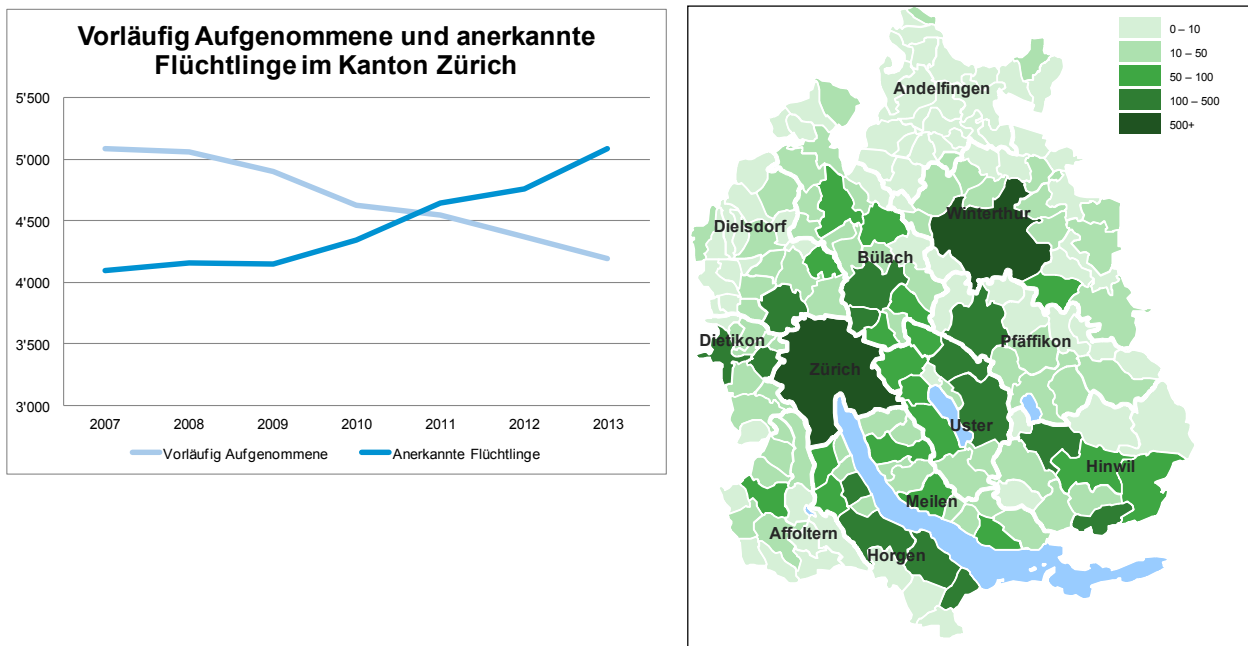 Vorläufig Aufgenommene und anerkannte
Flüchtlinge im Kanton Zürich
5'500
5'000
4'500
4'000
3'500
3'000
2007 2008 2009 2010 2011 2012 2013
Vorläufig Aufgenommene Anerkannte Flüchtlinge
0 – 10
10 – 50
50 – 100
100 – 500
500+
Andelfingen
Winterthur
Dielsdorf
Bülach
Dietikon
Pfäffikon
Zürich
Uster
Hinwil
Meilen
Affoltern
Horgen